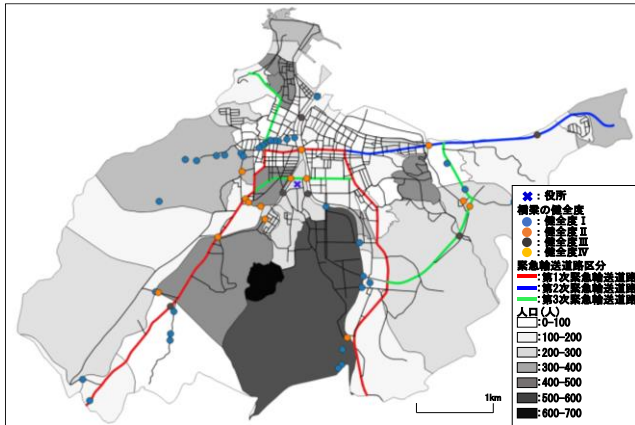 ：役所
橋梁の健全度
：健全度Ⅰ
：健全度Ⅱ
：健全度Ⅲ
：健全度Ⅳ
緊急輸送道路区分
：第1次緊急輸送道路
：第2次緊急輸送道路
：第3次緊急輸送道路
人口(人)
：0-100
：100-200
：200-300
：300-400
：400-500
：500-600
：600-700
1km